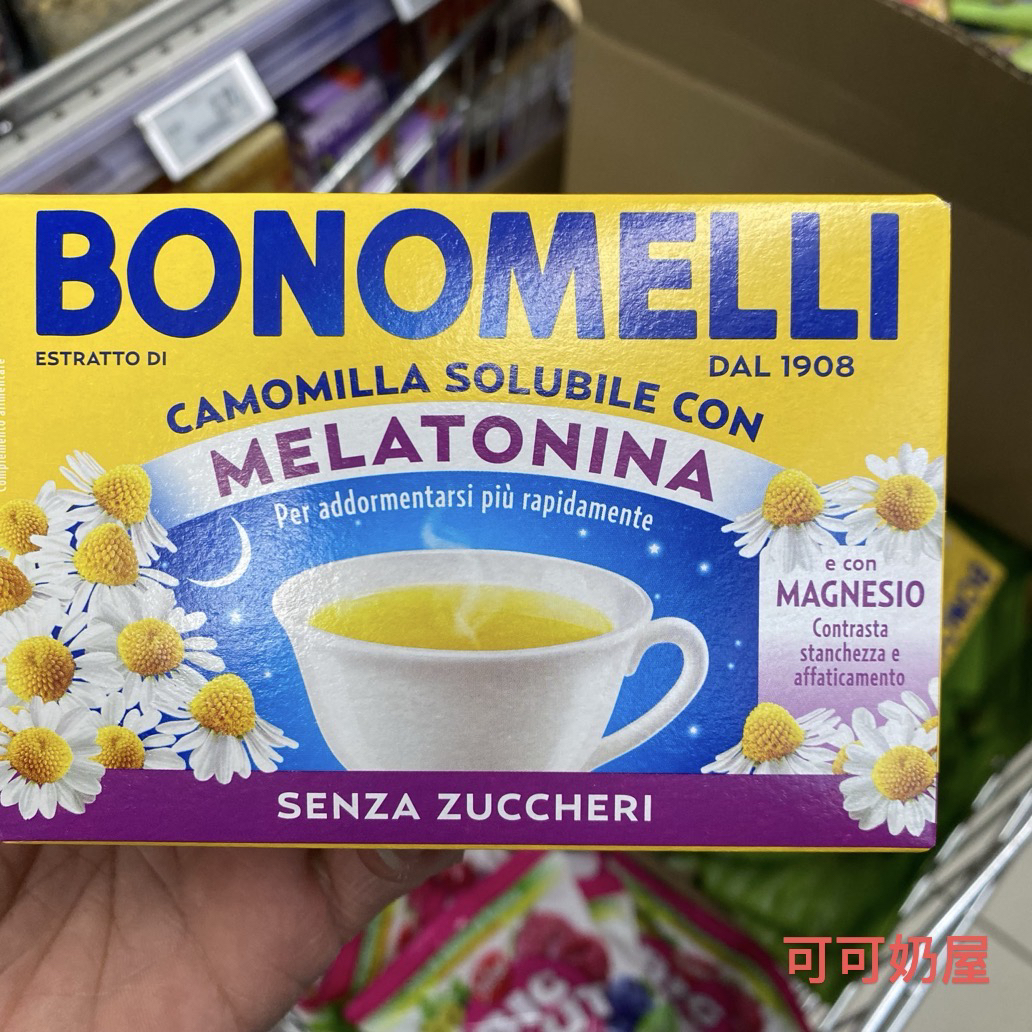 BONOMELLI
ESTRATTO DI
DAL 1908
CAMOMILLA SOLUBILE CON
MELATONINA
Per addormentarsi più rapidamente
e con
MAGNESIO
Contrasta
stanchezza e
affaticamento
SENZA ZUCCHERI
可可奶屋